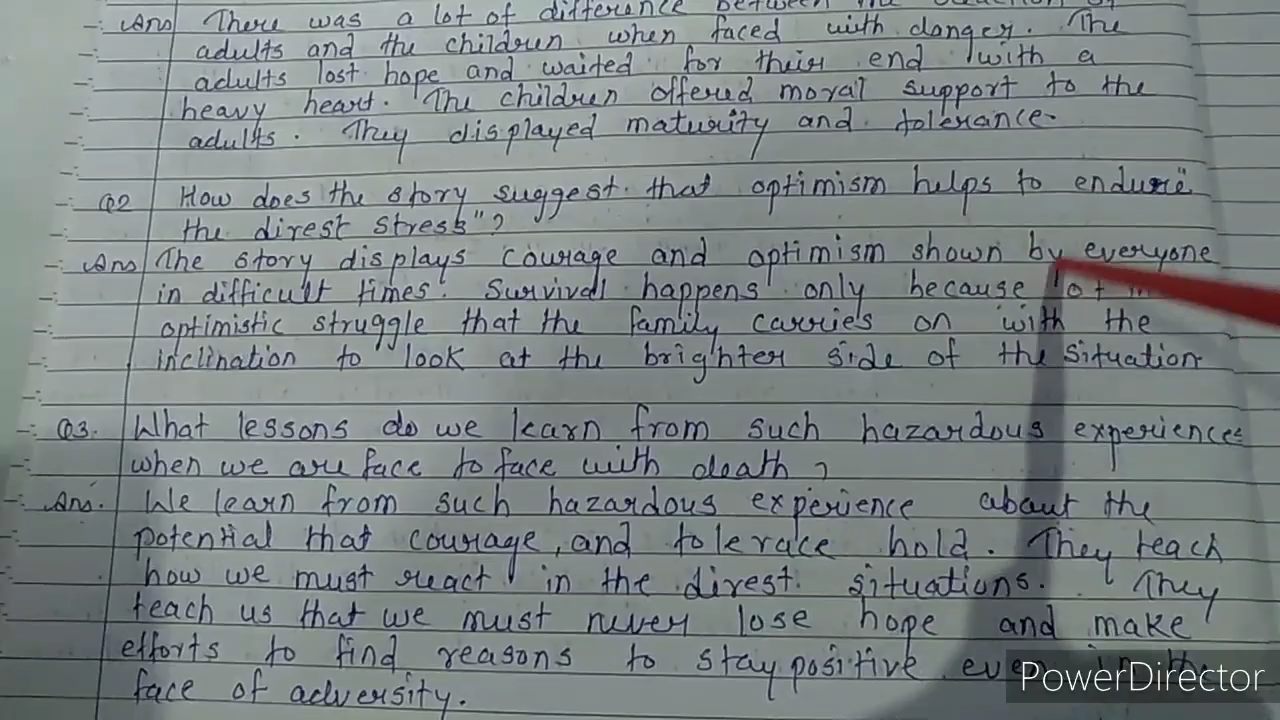 Ans There was a lot of difference between the reaction of
adults and the children when faced with danger. The
adults lost hope and waited for their end with a
heavy heart. The children offered moral support to the
adults. They displayed maturity and tolerance.
Q2 How does the story suggest that optimism helps to endure"
the direst stress"?
Ans The story displays courage and optimism shown by everyone
in difficult times. Survival happens only because
optimistic struggle that the family carries on with the
inclination to look at the brighter side of the situation
Q3. What lessons do we learn from such hazardous experiences
when we are face to face with death?
Ans. We learn from such hazardous experience about the
potential that courage, and tolerace hold. They teach
how we must react in the direst situations. They
teach us that we must never lose hope and make
efforts to find reasons to stay positive even in the
face of adversity.
PowerDirector